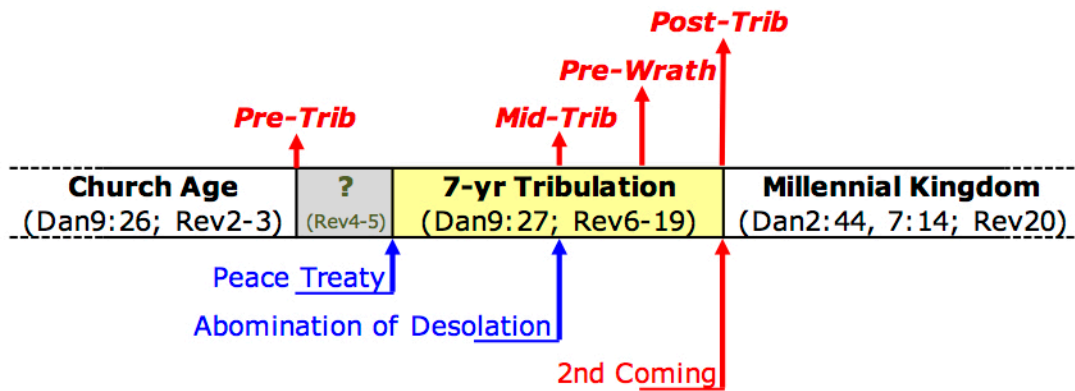 Post-Trib
Pre-Wrath
Pre-Trib
Mid-Trib
Church Age
(Dan9:26; Rev2-3)
?
(Rev4-5)
7-yr Tribulation
(Dan9:27; Rev6-19)
Millennial Kingdom
(Dan2:44, 7:14; Rev20)
Peace Treaty
Abomination of Desolation
2nd Coming